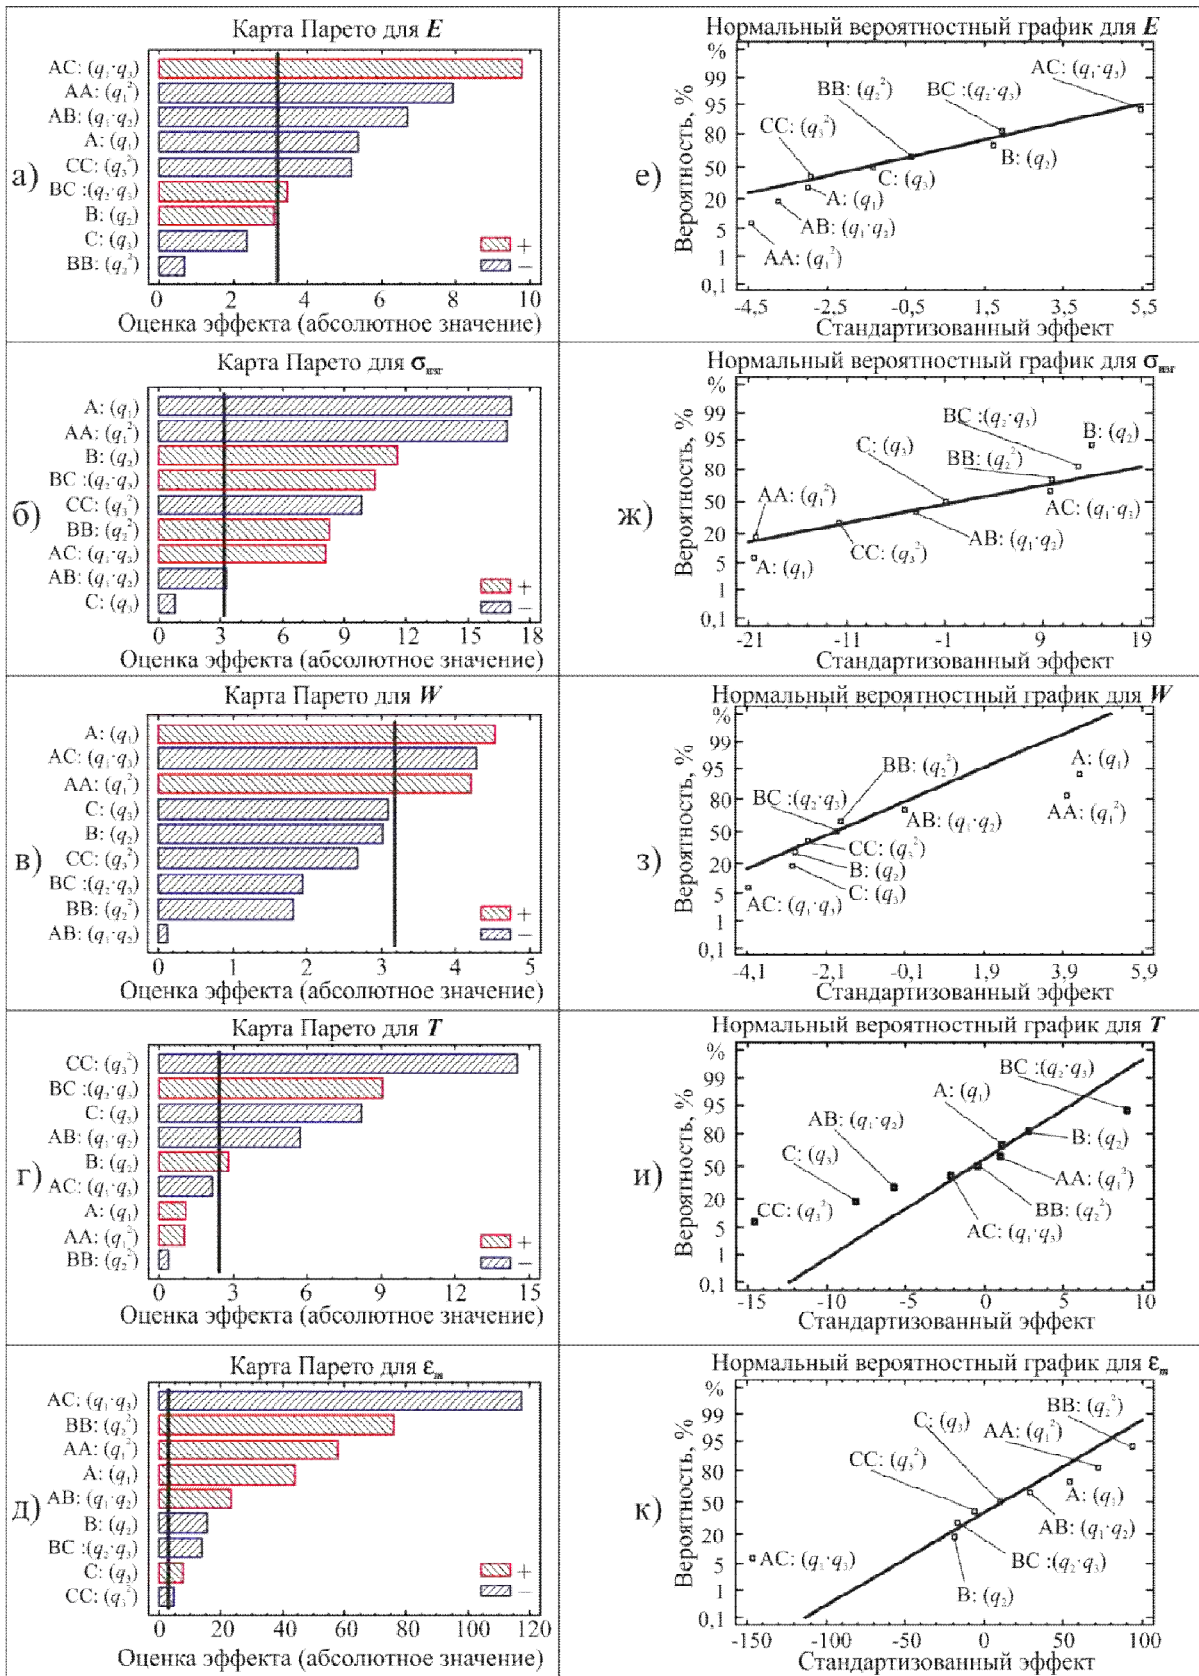 Карта Парето для E
AC: (q₁·q₃)
AA: (q₁²)
AB: (q₁·q₂)
A: (q₁)
CC: (q₃²)
BC :(q₂·q₃)
B: (q₂)
C: (q₃)
BB: (q₂²)
+
−
0 2 4 6 8 10
Оценка эффекта (абсолютное значение)
а)
Нормальный вероятностный график для E
%
99
95
80
50
20
5
1
0,1
Вероятность, %
AC: (q₁·q₃)
BB: (q₂²)
BC :(q₂·q₃)
CC: (q₃²)
B: (q₂)
C: (q₃)
A: (q₁)
AB: (q₁·q₂)
AA: (q₁²)
-4,5 -2,5 -0,5 1,5 3,5 5,5
Стандартизованный эффект
е)
Карта Парето для σизг
A: (q₁)
AA: (q₁²)
B: (q₂)
BC :(q₂·q₃)
CC: (q₃²)
BB: (q₂²)
AC: (q₁·q₃)
AB: (q₁·q₂)
C: (q₃)
+
−
0 3 6 9 12 15 18
Оценка эффекта (абсолютное значение)
б)
Нормальный вероятностный график для σизг
%
99
95
80
50
20
5
1
0,1
Вероятность, %
BC :(q₂·q₃)
B: (q₂)
C: (q₃)
BB: (q₂²)
AA: (q₁²)
AC: (q₁·q₃)
AB: (q₁·q₂)
CC: (q₃²)
A: (q₁)
-21 -11 -1 9 19
Стандартизованный эффект
ж)
Карта Парето для W
A: (q₁)
AC: (q₁·q₃)
AA: (q₁²)
C: (q₃)
B: (q₂)
CC: (q₃²)
BC :(q₂·q₃)
BB: (q₂²)
AB: (q₁·q₂)
+
−
0 1 2 3 4 5
Оценка эффекта (абсолютное значение)
в)
Нормальный вероятностный график для W
%
99
95
80
50
20
5
1
0,1
Вероятность, %
A: (q₁)
BB: (q₂²)
BC :(q₂·q₃)
AA: (q₁²)
AB: (q₁·q₂)
CC: (q₃²)
B: (q₂)
C: (q₃)
AC: (q₁·q₃)
-4,1 -2,1 -0,1 1,9 3,9 5,9
Стандартизованный эффект
з)
Карта Парето для T
CC: (q₃²)
BC :(q₂·q₃)
C: (q₃)
AB: (q₁·q₂)
B: (q₂)
AC: (q₁·q₃)
A: (q₁)
AA: (q₁²)
BB: (q₂²)
+
−
0 3 6 9 12 15
Оценка эффекта (абсолютное значение)
г)
Нормальный вероятностный график для T
%
99
95
80
50
20
5
1
0,1
Вероятность, %
BC :(q₂·q₃)
A: (q₁)
AB: (q₁·q₂)
B: (q₂)
C: (q₃)
AA: (q₁²)
CC: (q₃²)
BB: (q₂²)
AC: (q₁·q₃)
-15 -10 -5 0 5 10
Стандартизованный эффект
и)
Карта Парето для εm
AC: (q₁·q₃)
BB: (q₂²)
AA: (q₁²)
A: (q₁)
AB: (q₁·q₂)
B: (q₂)
BC :(q₂·q₃)
C: (q₃)
CC: (q₃²)
+
−
0 20 40 60 80 100 120
Оценка эффекта (абсолютное значение)
д)
Нормальный вероятностный график для εm
%
99
95
80
50
20
5
1
0,1
Вероятность, %
BB: (q₂²)
C: (q₃)
AA: (q₁²)
CC: (q₃²)
A: (q₁)
AB: (q₁·q₂)
AC: (q₁·q₃)
BC :(q₂·q₃)
B: (q₂)
-150 -100 -50 0 50 100
Стандартизованный эффект
к)